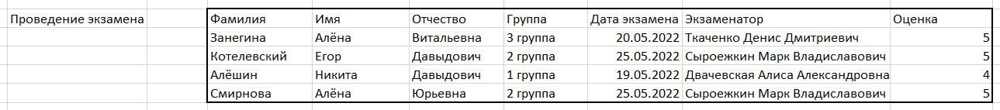 Проведение экзамена Фамилия Имя Отчество Группа Дата экзамена Экзаменатор Оценка
Занегина Алёна Витальевна 3 группа 20.05.2022 Ткаченко Денис Дмитриевич 5
Котелевский Егор Давыдович 2 группа 25.05.2022 Сыроежкин Марк Владиславович 5
Алёшин Никита Давыдович 1 группа 19.05.2022 Двачевская Алиса Александровна 4
Смирнова Алёна Юрьевна 2 группа 25.05.2022 Сыроежкин Марк Владиславович 5